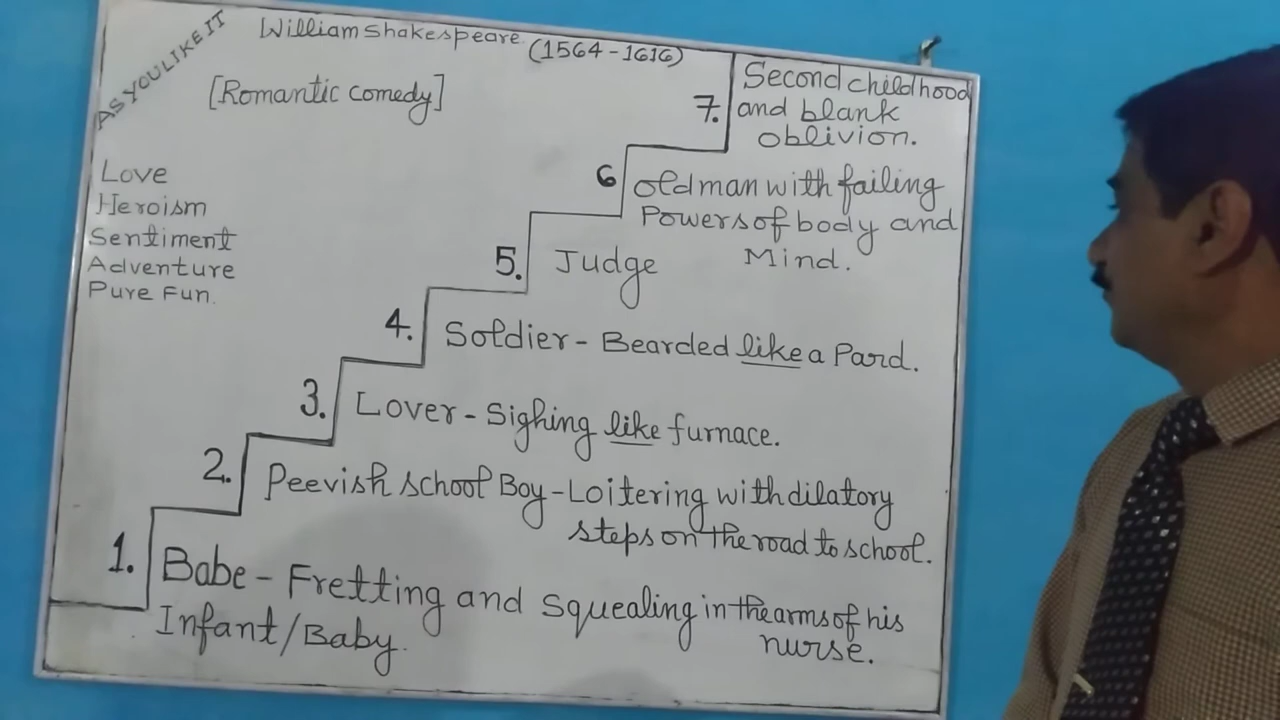 AS YOU LIKE IT
William Shakespeare (1564-1616)
[Romantic comedy]
Love
Heroism
Sentiment
Adventure
Pure Fun.
7. Second childhood
and blank
oblivion.
6 old man with failing
Powers of body and
Mind.
5. Judge
4. Soldier - Bearded like a Pard.
3. Lover - Sighing like furnace.
2. Peevish school Boy - Loitering with dilatory
steps on the road to school.
1. Babe - Fretting and squealing in the arms of his
Infant/Baby. nurse.